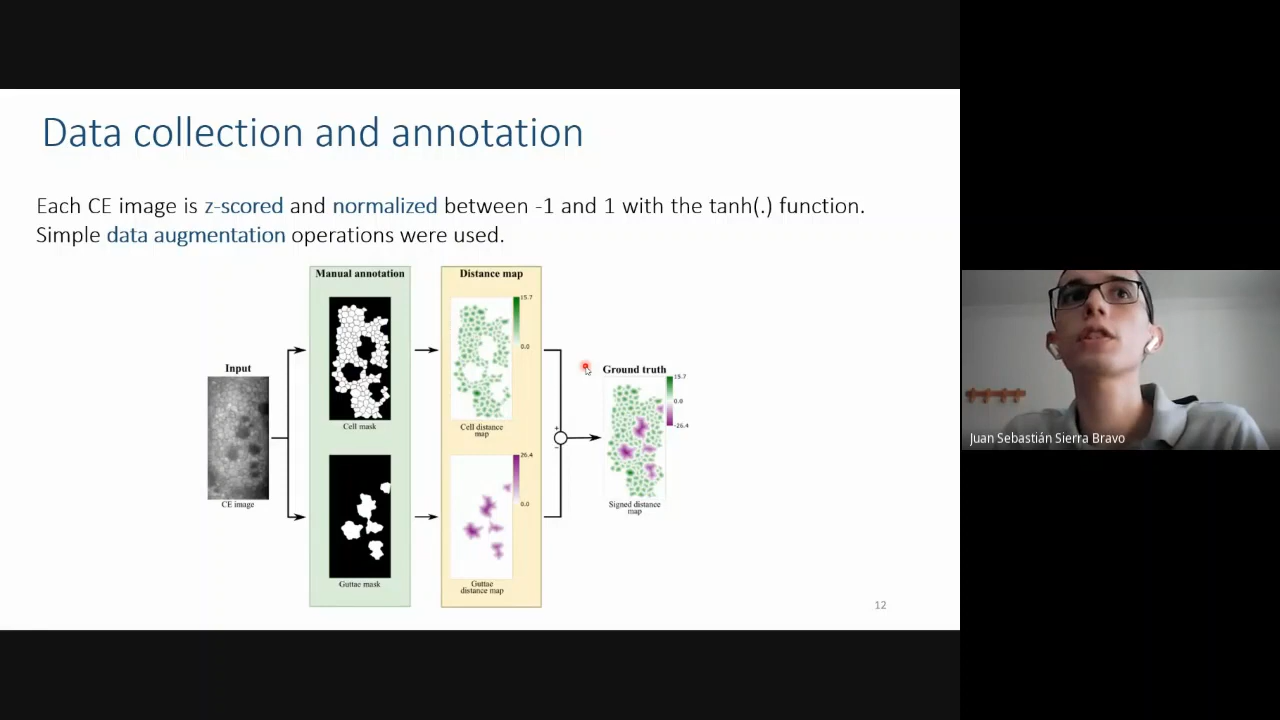 Data collection and annotation
Each CE image is z-scored and normalized between -1 and 1 with the tanh(.) function.
Simple data augmentation operations were used.
Manual annotation
Distance map
15.7
0.0
Input
Ground truth
15.7
0.0
-26.4
Cell mask
Cell distance
map
+
−
26.4
0.0
CE image
Signed distance
map
Guttae mask
Guttae
distance map
12
Juan Sebastián Sierra Bravo